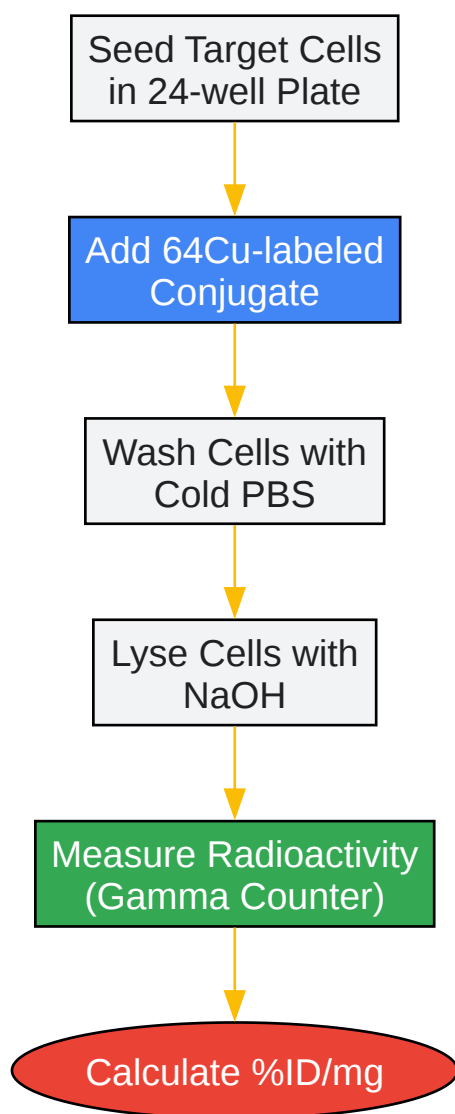 Seed Target Cells
in 24-well Plate
Add 64Cu-labeled
Conjugate
Wash Cells with
Cold PBS
Lyse Cells with
NaOH
Measure Radioactivity
(Gamma Counter)
Calculate %ID/mg